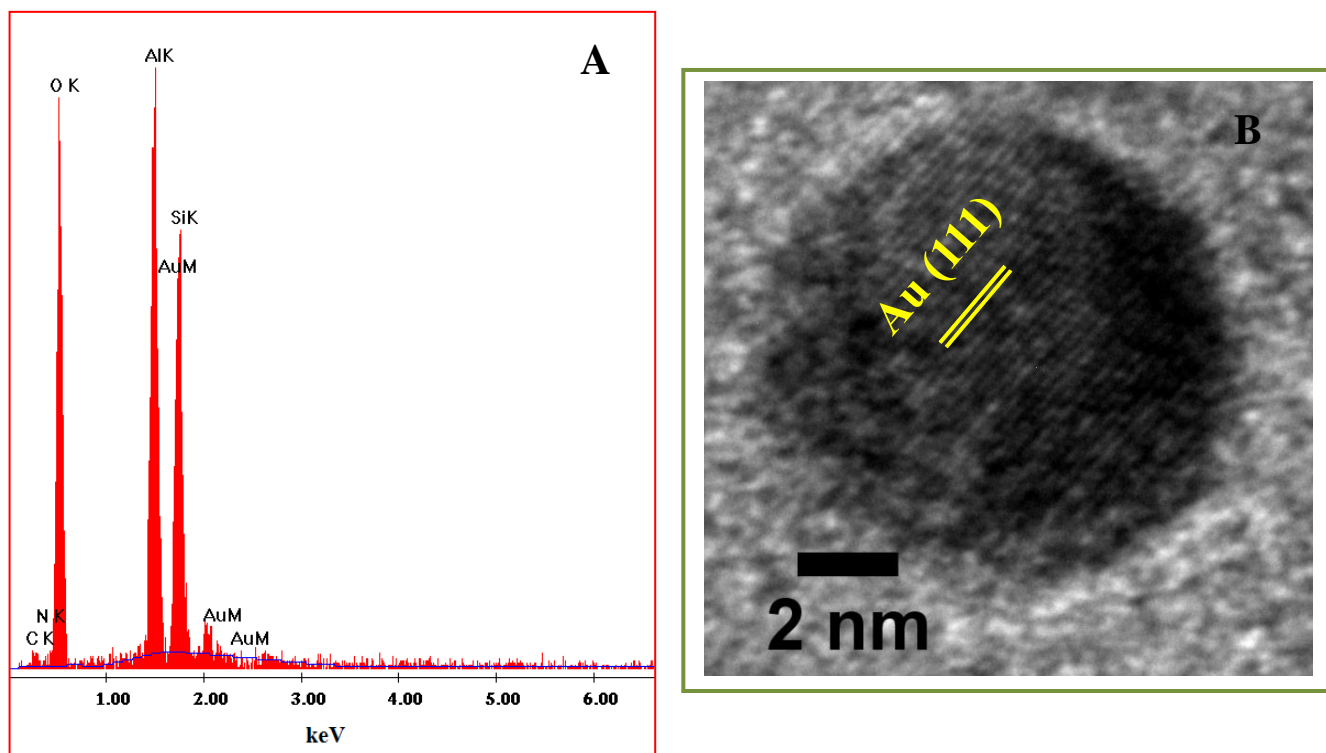 A
AlK
O K
SiK
AuM
N K
C K
AuM
AuM
1.00 2.00 3.00 4.00 5.00 6.00
keV
B
Au (111)
2 nm